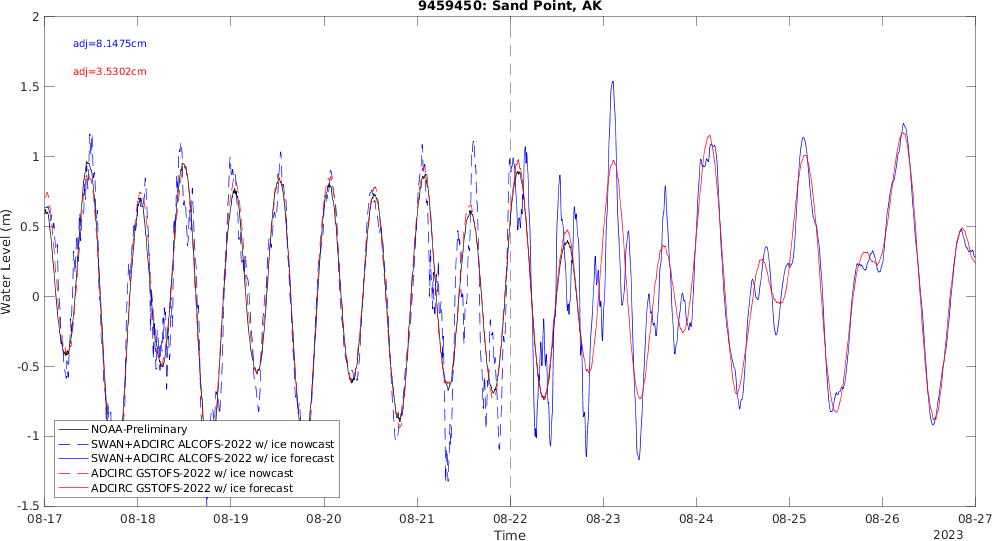 9459450: Sand Point, AK
2
1.5
1
0.5
0
-0.5
-1
-1.5
Water Level (m)
adj=8.1475cm
adj=3.5302cm
NOAA-Preliminary
SWAN+ADCIRC ALCOFS-2022 w/ ice nowcast
SWAN+ADCIRC ALCOFS-2022 w/ ice forecast
ADCIRC GSTOFS-2022 w/ ice nowcast
ADCIRC GSTOFS-2022 w/ ice forecast
08-17 08-18 08-19 08-20 08-21 08-22 08-23 08-24 08-25 08-26 08-27
Time
2023